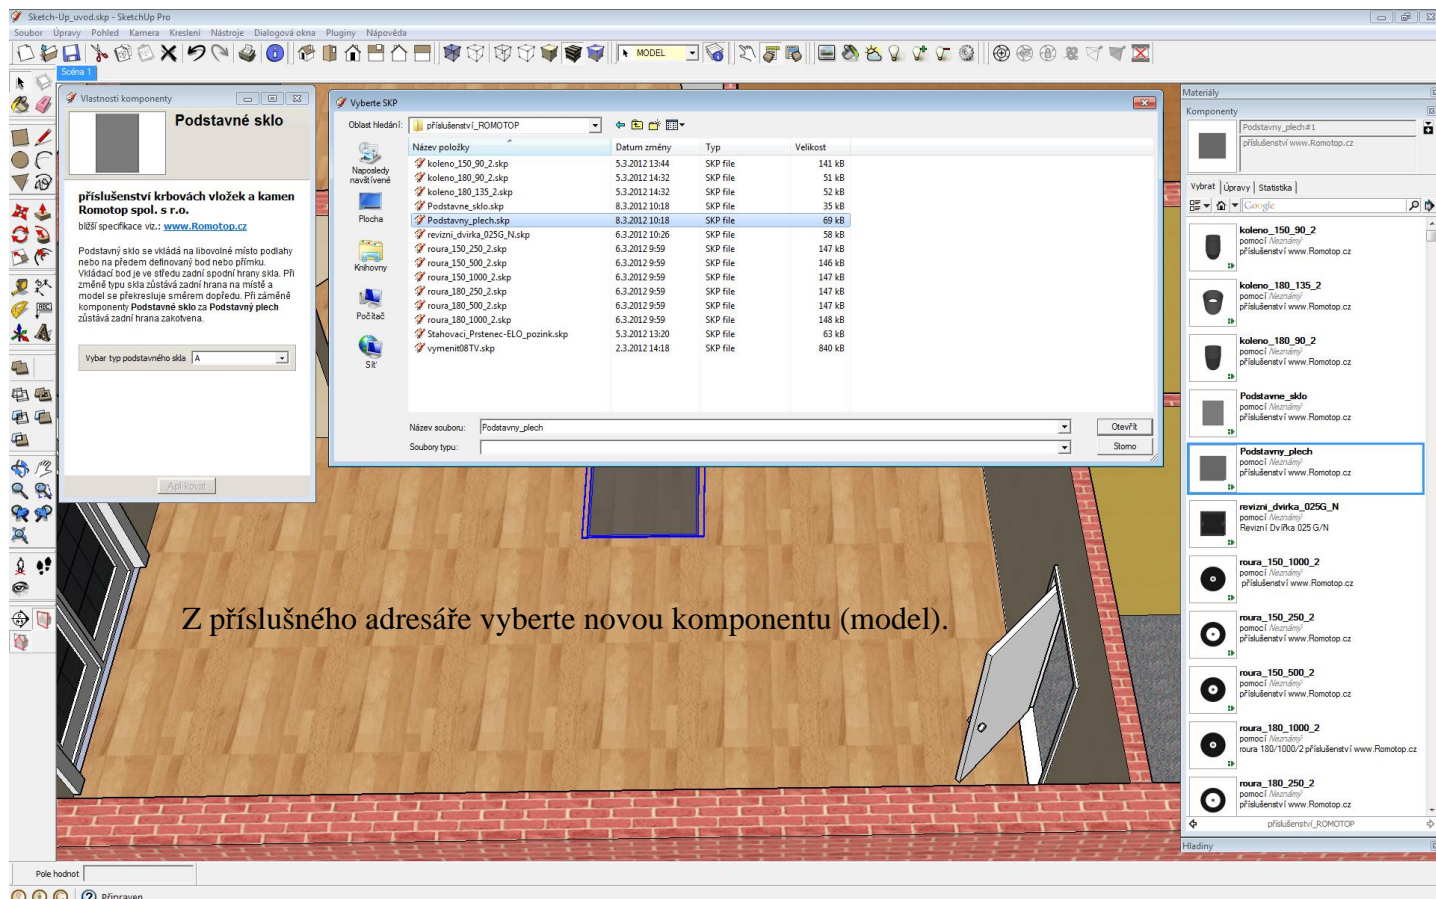 Sketch-Up_uvod.skp - SketchUp Pro
Soubor Úpravy Pohled Kamera Kreslení Nástroje Dialogová okna Pluginy Nápověda
MODEL
Scéna 1
Vlastnosti komponenty
Podstavné sklo
příslušenství krbovách vložek a kamen
Romotop spol. s r.o.
bližší specifikace viz.: www.Romotop.cz
Podstavný sklo se vkládá na libovolné místo podlahy
nebo na předem definovaný bod nebo přímku.
Vkládací bod je ve středu zadní spodní hrany skla. Při
změně typu skla zůstává zadní hrana na místě a
model se překresluje směrem dopředu. Při záměně
komponenty Podstavné sklo za Podstavný plech
zůstává zadní hrana zakotvena.
Vybar typ podstavného skla A
Aplikovat
Vyberte SKP
Oblast hledání: příslušenství_ROMOTOP
Naposledy
navštívené
Plocha
Knihovny
Počítač
Síť
Název položky Datum změny Typ Velikost
koleno_150_90_2.skp 5.3.2012 13:44 SKP file 141 kB
koleno_180_90_2.skp 5.3.2012 14:32 SKP file 51 kB
koleno_180_135_2.skp 5.3.2012 14:32 SKP file 52 kB
Podstavne_sklo.skp 8.3.2012 10:18 SKP file 35 kB
Podstavny_plech.skp 8.3.2012 10:18 SKP file 69 kB
revizni_dvirka_025G_N.skp 6.3.2012 10:26 SKP file 58 kB
roura_150_250_2.skp 6.3.2012 9:59 SKP file 147 kB
roura_150_500_2.skp 6.3.2012 9:59 SKP file 146 kB
roura_150_1000_2.skp 6.3.2012 9:59 SKP file 147 kB
roura_180_250_2.skp 6.3.2012 9:59 SKP file 147 kB
roura_180_500_2.skp 6.3.2012 9:59 SKP file 147 kB
roura_180_1000_2.skp 6.3.2012 9:59 SKP file 148 kB
Stahovaci_Prstenec-ELO_pozink.skp 5.3.2012 13:20 SKP file 63 kB
vymenit08TV.skp 2.3.2012 14:18 SKP file 840 kB
Název souboru: Podstavny_plech Otevřít
Soubory typu: Storno
Z příslušného adresáře vyberte novou komponentu (model).
Materiály
Komponenty
Podstavny_plech#1
příslušenství www.Romotop.cz
Vybrat Úpravy Statistika
Google
koleno_150_90_2
pomocí Neznámý
příslušenství www.Romotop.cz
koleno_180_135_2
pomocí Neznámý
příslušenství www.Romotop.cz
koleno_180_90_2
pomocí Neznámý
příslušenství www.Romotop.cz
Podstavne_sklo
pomocí Neznámý
příslušenství www.Romotop.cz
Podstavny_plech
pomocí Neznámý
příslušenství www.Romotop.cz
revizni_dvirka_025G_N
pomocí Neznámý
Revizní Dvířka 025 G/N
roura_150_1000_2
pomocí Neznámý
příslušenství www.Romotop.cz
roura_150_250_2
pomocí Neznámý
příslušenství www.Romotop.cz
roura_150_500_2
pomocí Neznámý
příslušenství www.Romotop.cz
roura_180_1000_2
pomocí Neznámý
roura 180/1000/2 příslušenství www.Romotop.cz
roura_180_250_2
pomocí Neznámý
příslušenství www.Romotop.cz
příslušenství_ROMOTOP
Hladiny
Pole hodnot
Připraven